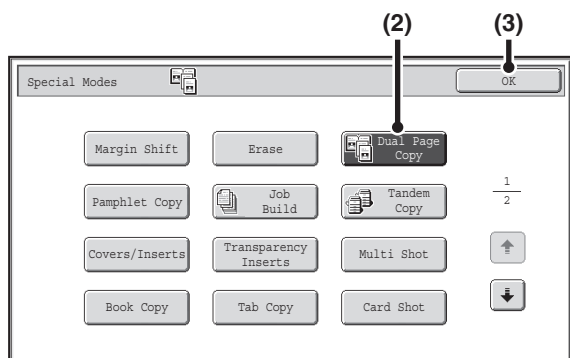 (2) (3)
Special Modes OK
Margin Shift Erase Dual Page
Copy
Pamphlet Copy Job
Build Tandem
Copy
1
2
Covers/Inserts Transparency
Inserts Multi Shot
Book Copy Tab Copy Card Shot